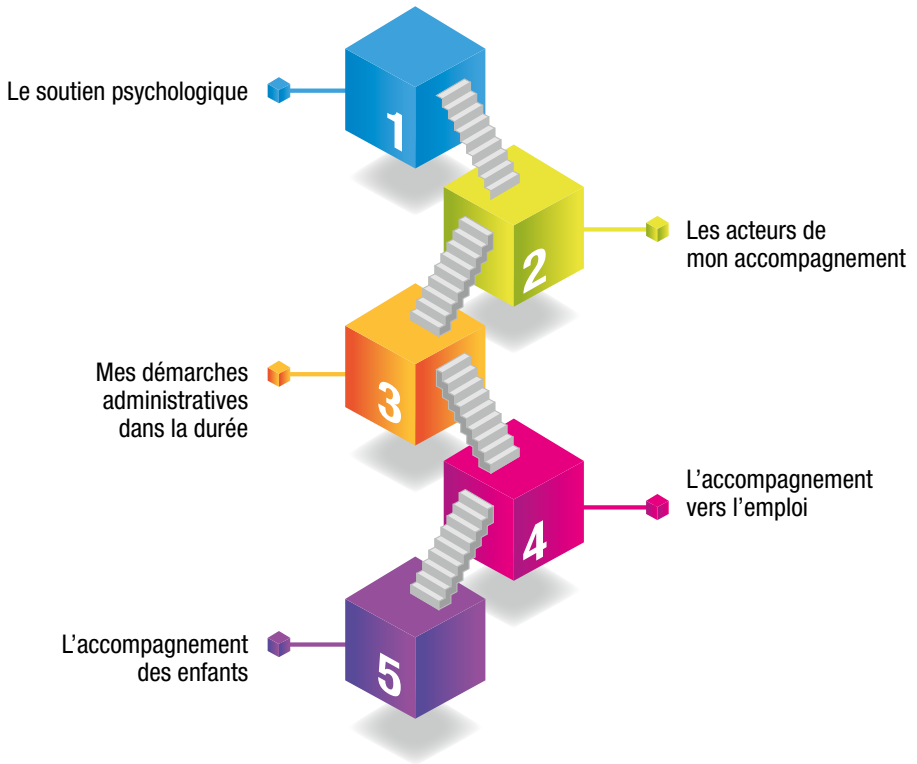 1
Le soutien psychologique
2
Les acteurs de
mon accompagnement
3
Mes démarches
administratives
dans la durée
4
L’accompagnement
vers l’emploi
5
L’accompagnement
des enfants